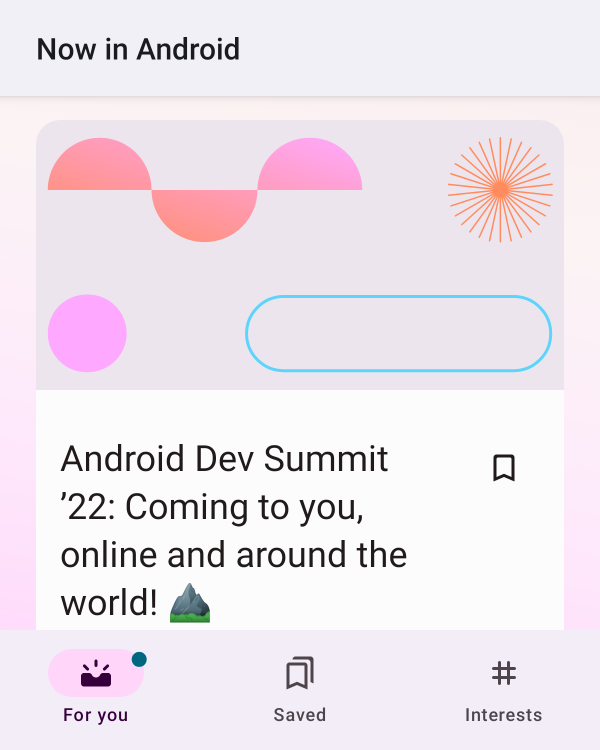 Now in Android
Android Dev Summit
’22: Coming to you,
online and around the
world! ⛰️
For you
Saved
Interests